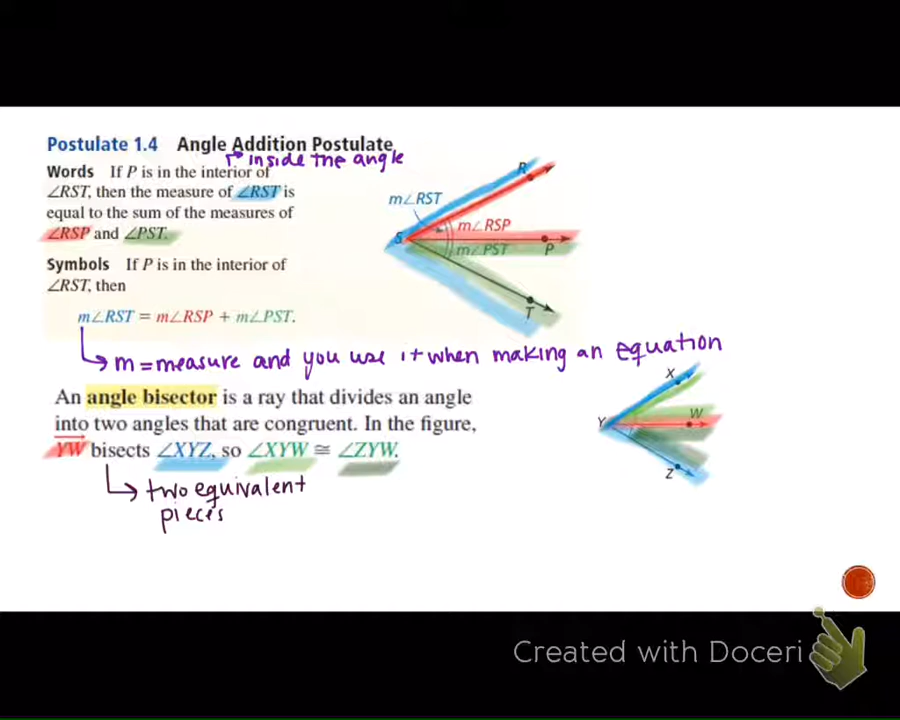 Postulate 1.4 Angle Addition Postulate
inside the angle
Words If P is in the interior of
∠RST, then the measure of ∠RST is
equal to the sum of the measures of
∠RSP and ∠PST.
Symbols If P is in the interior of
∠RST, then
m∠RST = m∠RSP + m∠PST.
R
m∠RST
m∠RSP
S
m∠PST
P
T
m = measure and you use it when making an equation
An angle bisector is a ray that divides an angle
into two angles that are congruent. In the figure,
YW bisects ∠XYZ, so ∠XYW ≅ ∠ZYW.
two equivalent
pieces
X
W
Y
Z
Created with Doceri